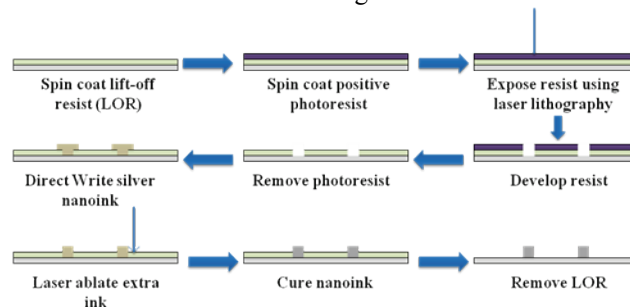 Spin coat lift-off
resist (LOR)
Spin coat positive
photoresist
Expose resist using
laser lithography
Develop resist
Remove photoresist
Direct Write silver
nanoink
Laser ablate extra
ink
Cure nanoink
Remove LOR